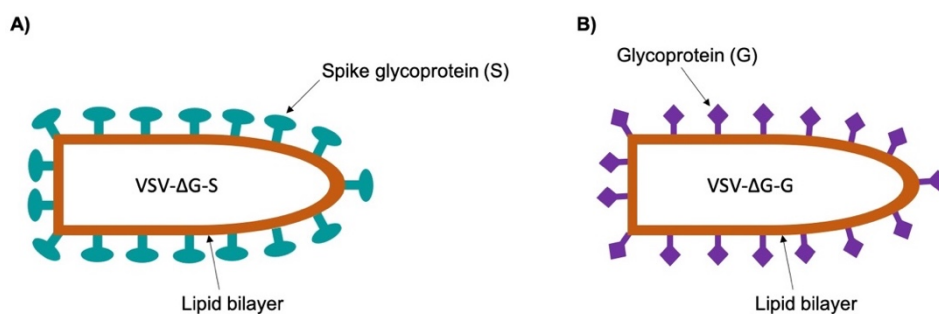 A)
Spike glycoprotein (S)
VSV-ΔG-S
Lipid bilayer
B)
Glycoprotein (G)
VSV-ΔG-G
Lipid bilayer